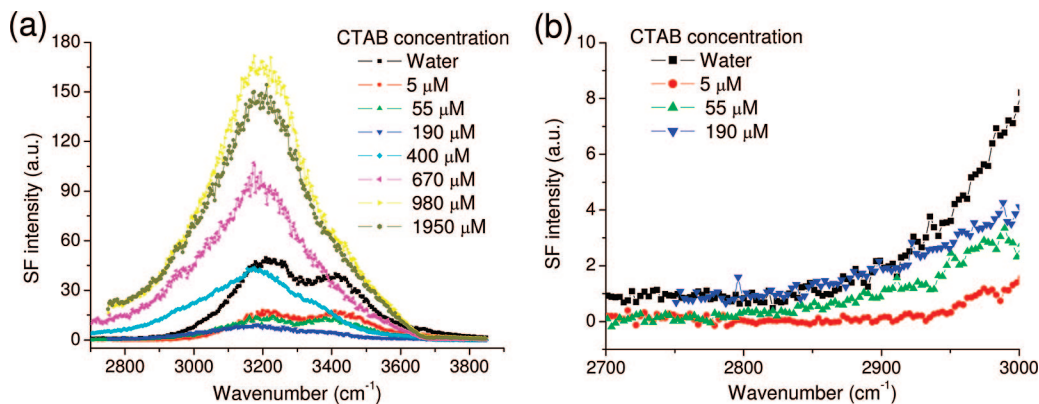 (a)
CTAB concentration
Water
5 μM
55 μM
190 μM
400 μM
670 μM
980 μM
1950 μM
SF intensity (a.u.)
180
150
120
90
60
30
0
2800 3000 3200 3400 3600 3800
Wavenumber (cm⁻¹)
(b)
CTAB concentration
Water
5 μM
55 μM
190 μM
SF intensity (a.u.)
10
8
6
4
2
0
2700 2800 2900 3000
Wavenumber (cm⁻¹)